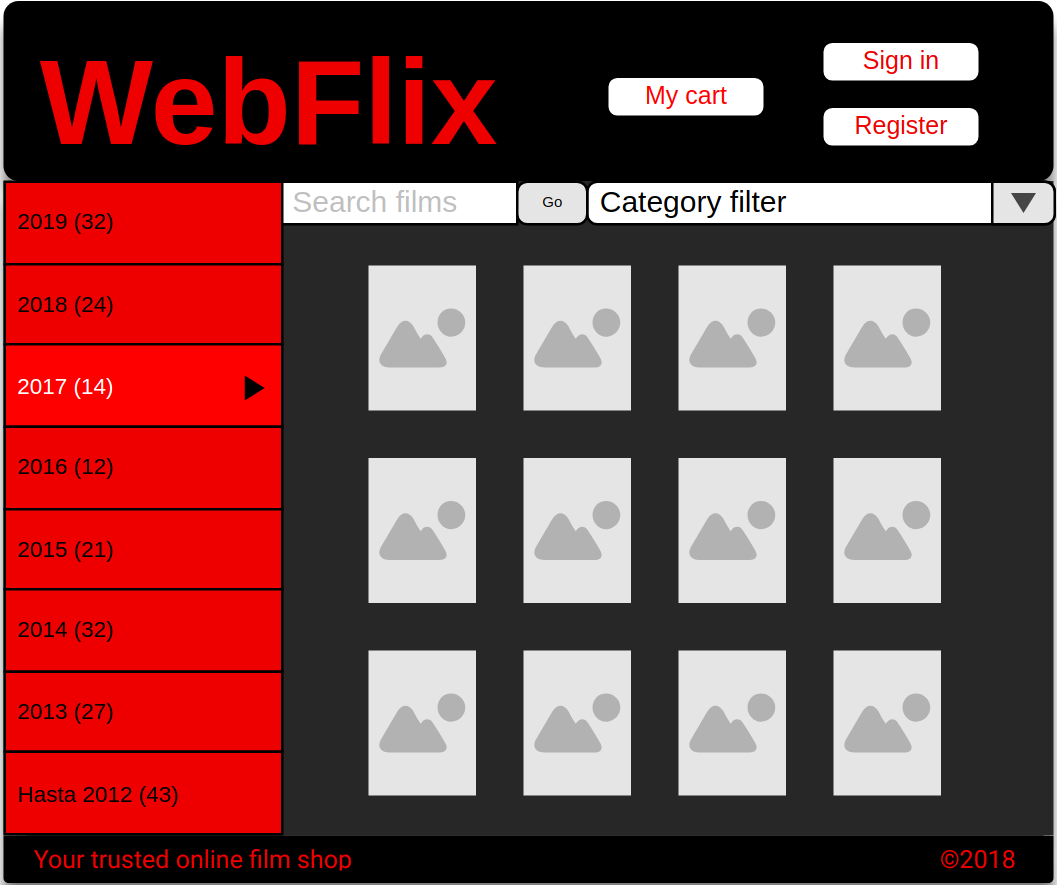 WebFlix
My cart
Sign in
Register
Search films
Go
Category filter
2019 (32)
2018 (24)
2017 (14)
2016 (12)
2015 (21)
2014 (32)
2013 (27)
Hasta 2012 (43)
Your trusted online film shop
©2018